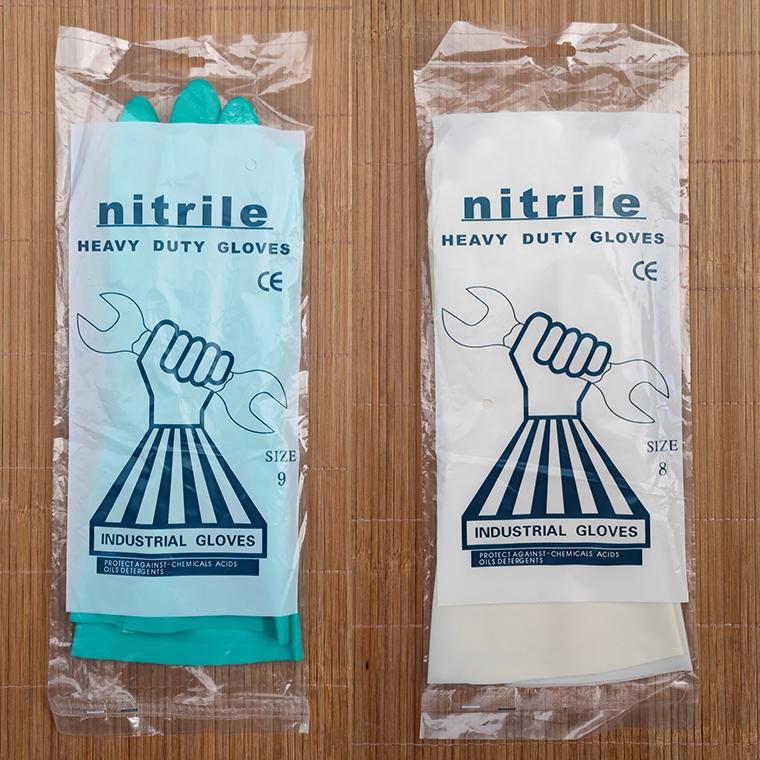 nitrile
HEAVY DUTY GLOVES
CE
SIZE
9
INDUSTRIAL GLOVES
PROTECT AGAINST-CHEMICALS ACIDS
OILS DETERGENTS
nitrile
HEAVY DUTY GLOVES
CE
SIZE
8
INDUSTRIAL GLOVES
PROTECT AGAINST-CHEMICALS ACIDS
OILS DETERGENTS